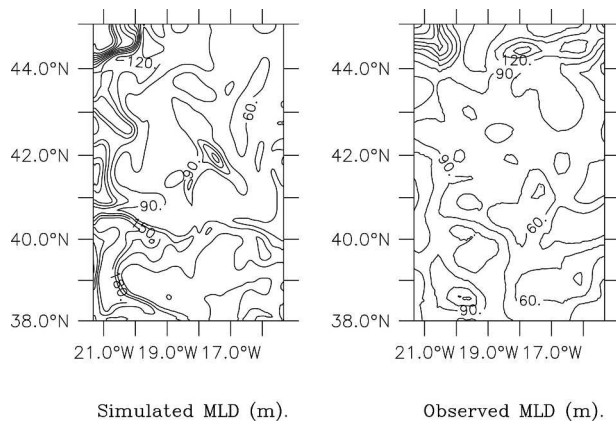 44.0°N
42.0°N
40.0°N
38.0°N
21.0°W 19.0°W 17.0°W
120.
60.
90.
90.
150.
Simulated MLD (m).
44.0°N
42.0°N
40.0°N
38.0°N
21.0°W 19.0°W 17.0°W
120.
90.
90.
60.
60.
90.
Observed MLD (m).